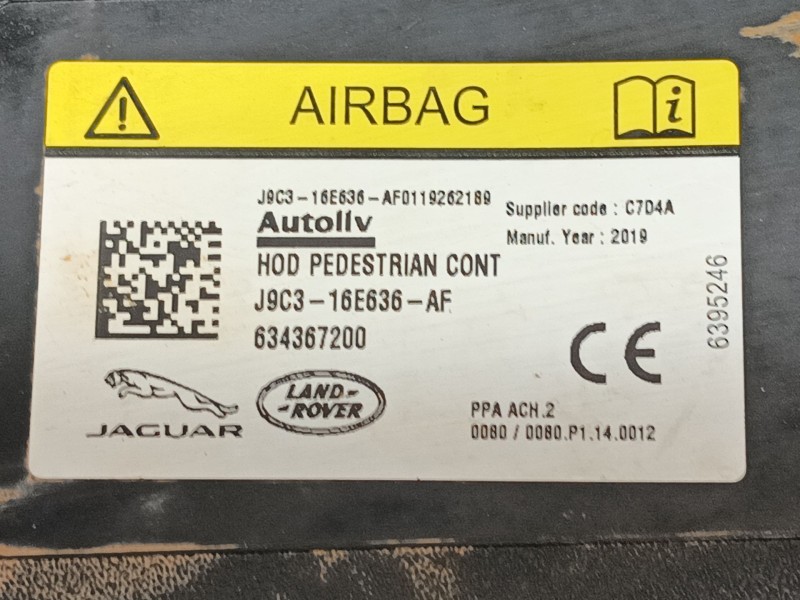 AIRBAG
J9C3-16E636-AF0119262189
Autoliv
Supplier code : C7D4A
Manuf. Year : 2019
HOD PEDESTRIAN CONT
J9C3-16E636-AF
634367200
6395246
CE
JAGUAR
LAND-
-ROVER
PPA ACH.2
0080 / 0080.P1.14.0012